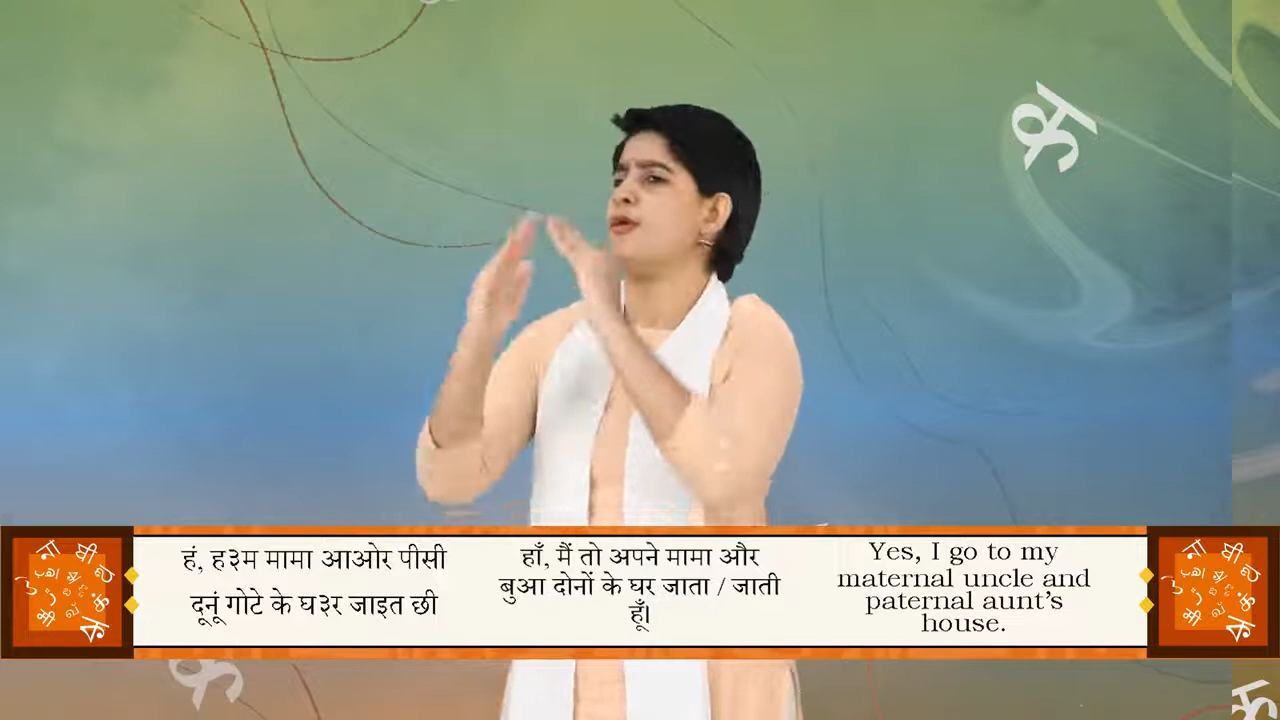 हं, ह३म मामा आओर पीसी
दूनूं गोटे के घ३र जाइत छी
हाँ, मैं तो अपने मामा और
बुआ दोनों के घर जाता / जाती
हूँ।
Yes, I go to my
maternal uncle and
paternal aunt's
house.